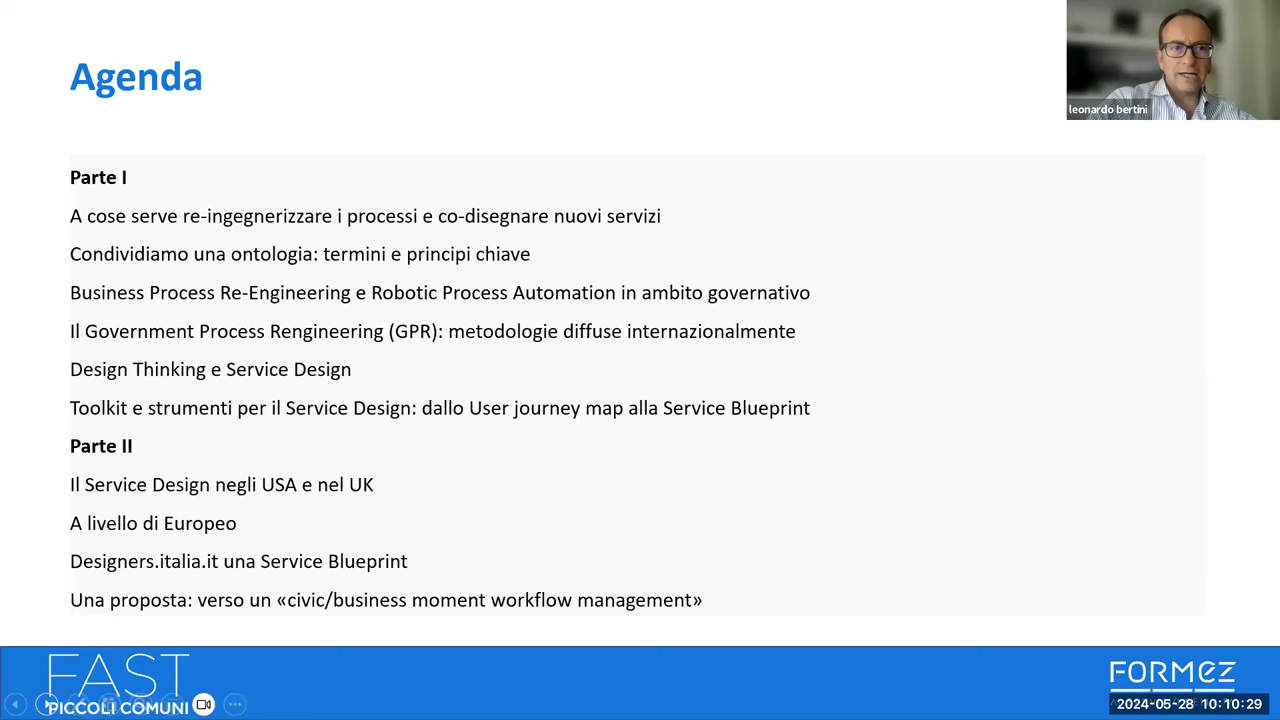 Agenda
leonardo bertini
Parte I
A cose serve re-ingegnerizzare i processi e co-disegnare nuovi servizi
Condividiamo una ontologia: termini e principi chiave
Business Process Re-Engineering e Robotic Process Automation in ambito governativo
Il Government Process Rengineering (GPR): metodologie diffuse internazionalmente
Design Thinking e Service Design
Toolkit e strumenti per il Service Design: dallo User journey map alla Service Blueprint
Parte II
Il Service Design negli USA e nel UK
A livello di Europeo
Designers.italia.it una Service Blueprint
Una proposta: verso un «civic/business moment workflow management»
FAST
PICCOLI COMUNI
FORMEZ
2024-05-28 10:10:29